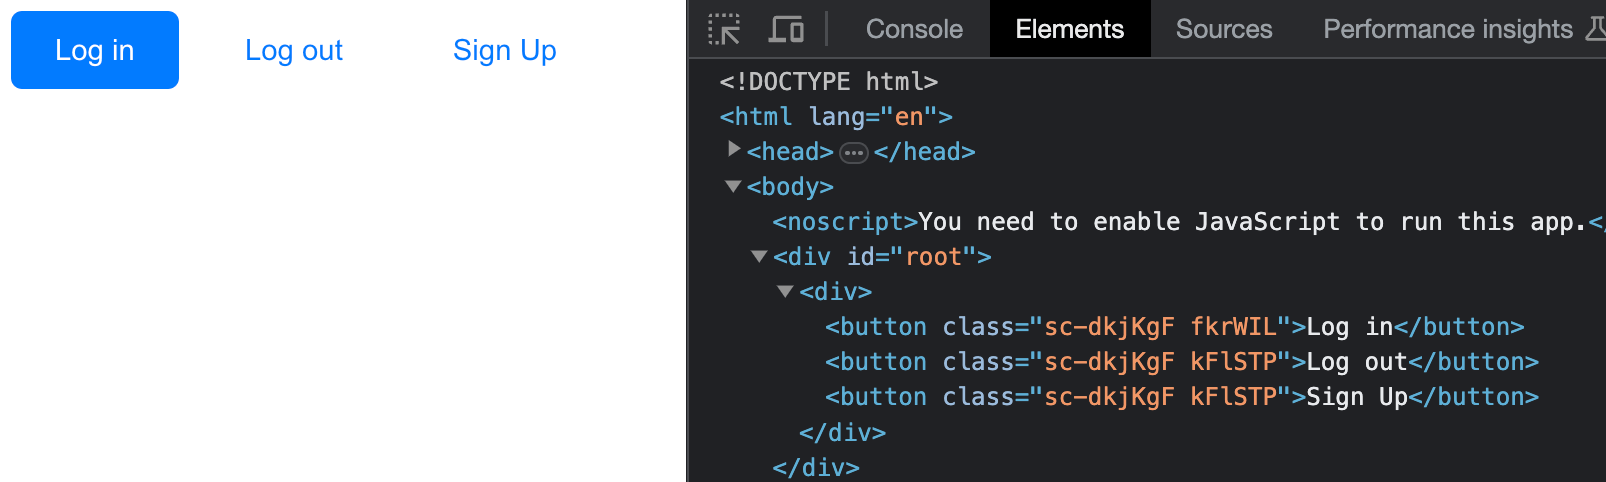 Log in Log out Sign Up
Console Elements Sources Performance insights
<!DOCTYPE html>
<html lang="en">
<head>…</head>
<body>
<noscript>You need to enable JavaScript to run this app.</
<div id="root">
<div>
<button class="sc-dkjKgF fkrWIL">Log in</button>
<button class="sc-dkjKgF kFlSTP">Log out</button>
<button class="sc-dkjKgF kFlSTP">Sign Up</button>
</div>
</div>